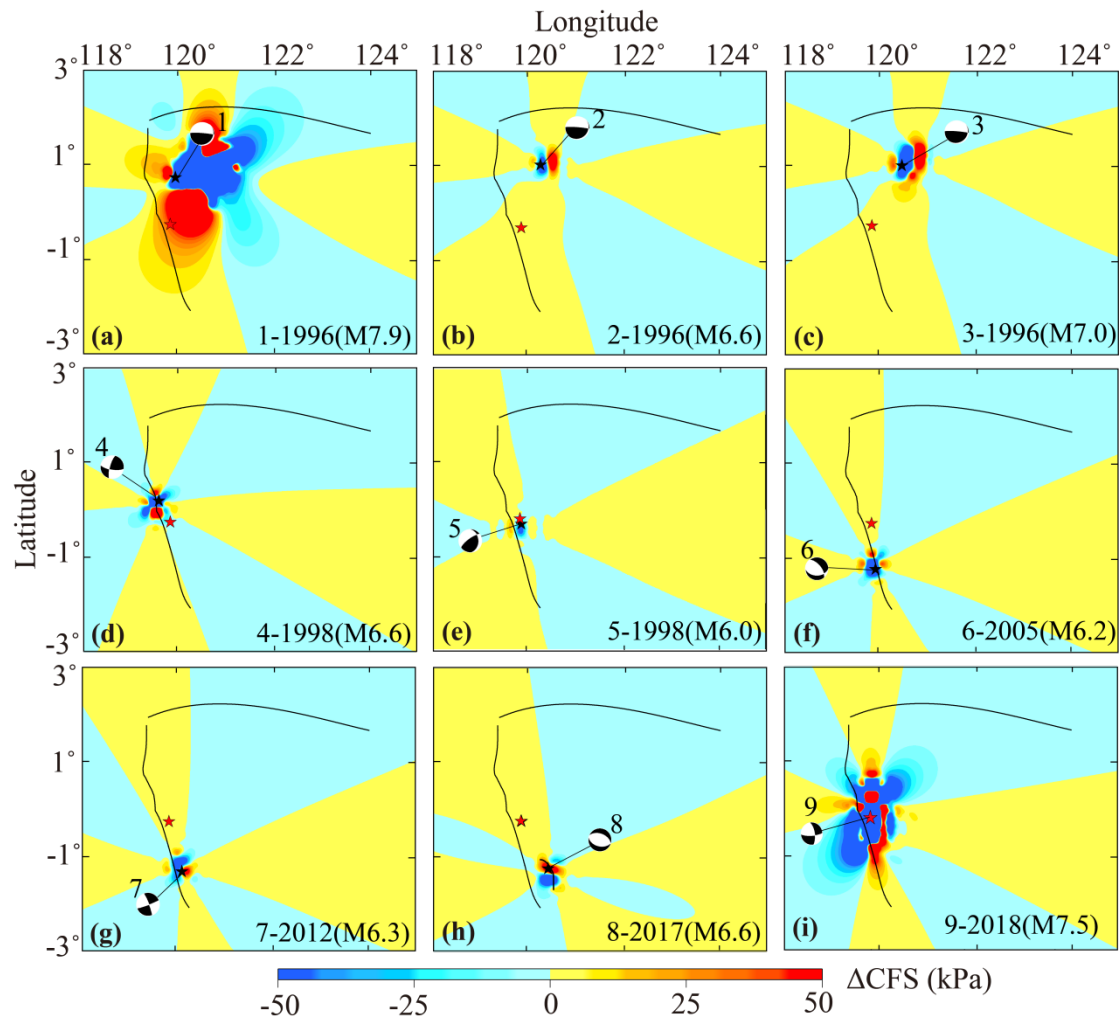 Longitude
118° 120° 122° 124° 118° 120° 122° 124° 118° 120° 122° 124°
3°
1°
-1°
-3°
1
(a)
1-1996(M7.9)
2
(b)
2-1996(M6.6)
3
(c)
3-1996(M7.0)
Latitude
1°
-1°
-3°
4
(d)
4-1998(M6.6)
5
(e)
5-1998(M6.0)
6
(f)
6-2005(M6.2)
3°
1°
-1°
-3°
7
(g)
7-2012(M6.3)
8
(h)
8-2017(M6.6)
9
(i)
9-2018(M7.5)
-50 -25 0 25 50
ΔCFS (kPa)